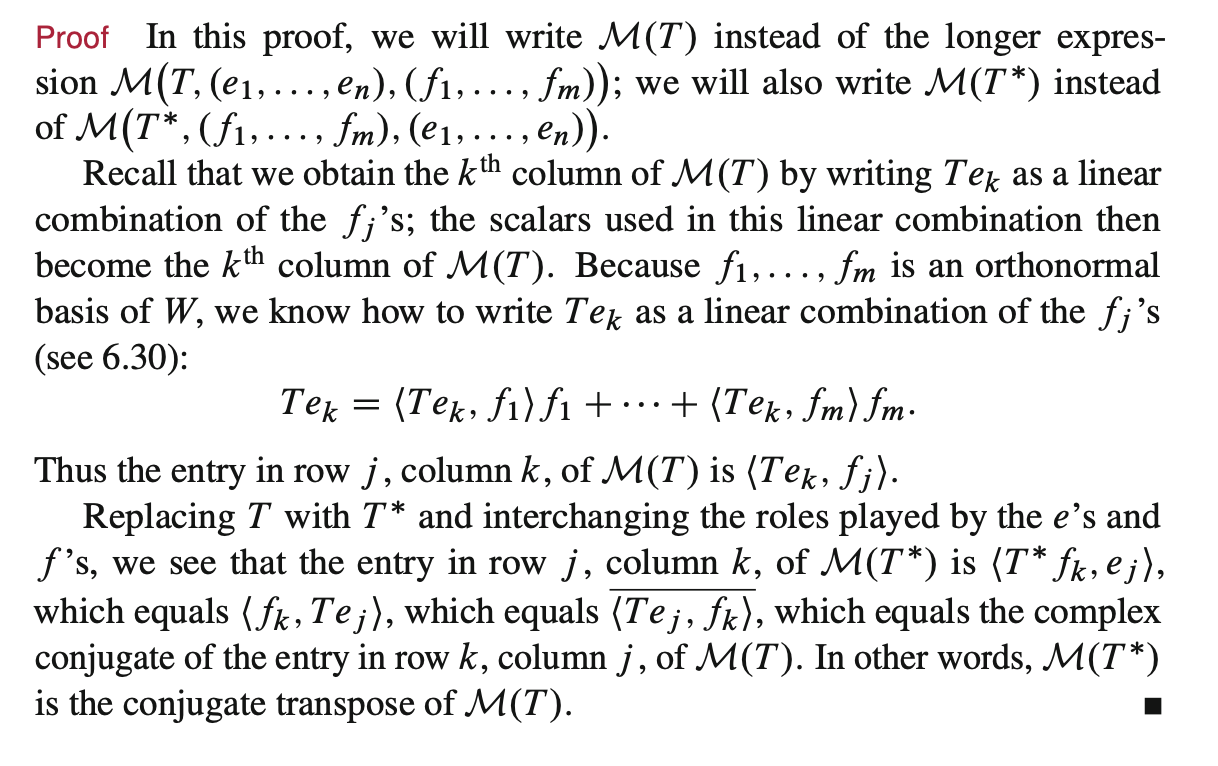 Proof In this proof, we will write ℳ(T) instead of the longer expres-
sion ℳ(T, (e₁, . . . , eₙ), (f₁, . . . , fₘ)); we will also write ℳ(T*) instead
of ℳ(T*, (f₁, . . . , fₘ), (e₁, . . . , eₙ)).
Recall that we obtain the kᵗʰ column of ℳ(T) by writing Teₖ as a linear
combination of the fⱼ’s; the scalars used in this linear combination then
become the kᵗʰ column of ℳ(T). Because f₁, . . . , fₘ is an orthonormal
basis of W, we know how to write Teₖ as a linear combination of the fⱼ’s
(see 6.30):
Teₖ = ⟨Teₖ, f₁⟩f₁ + ··· + ⟨Teₖ, fₘ⟩fₘ.
Thus the entry in row j, column k, of ℳ(T) is ⟨Teₖ, fⱼ⟩.
Replacing T with T* and interchanging the roles played by the e’s and
f’s, we see that the entry in row j, column k, of ℳ(T*) is ⟨T*fₖ, eⱼ⟩,
which equals ⟨fₖ, Teⱼ⟩, which equals \overline{⟨Teⱼ, fₖ⟩}, which equals the complex
conjugate of the entry in row k, column j, of ℳ(T). In other words, ℳ(T*)
is the conjugate transpose of ℳ(T). ■